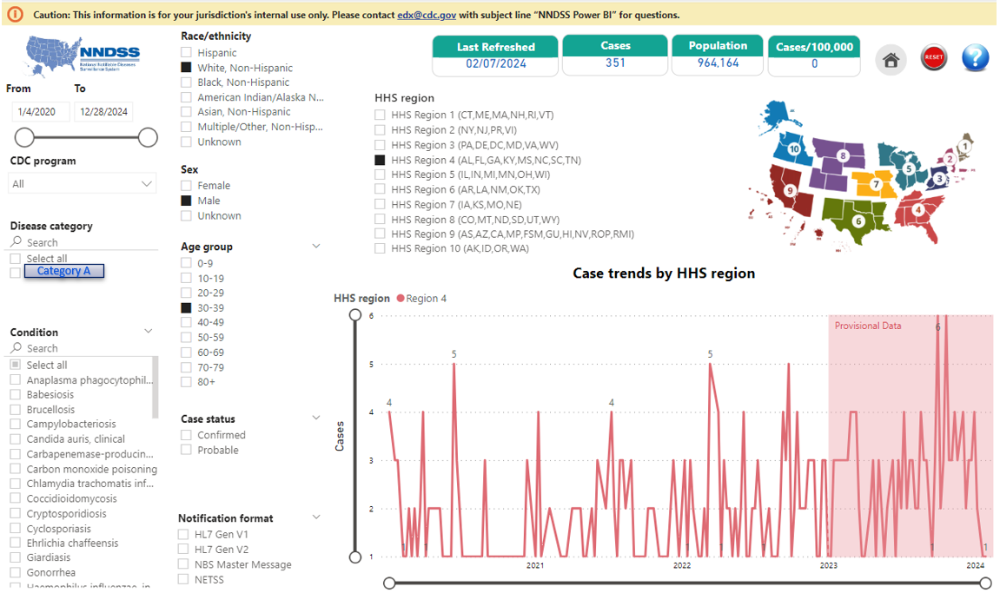 Caution: This information is for your jurisdiction's internal use only. Please contact edx@cdc.gov with subject line “NNDSS Power BI” for questions.
NNDSS
National Notifiable Diseases
Surveillance System
From To
1/4/2020 12/28/2024
CDC program
All
Disease category
Search
Select all
Category A
Condition
Search
Select all
Anaplasma phagocytophil...
Babesiosis
Brucellosis
Campylobacteriosis
Candida auris, clinical
Carbapenemase-producin...
Carbon monoxide poisoning
Chlamydia trachomatis inf...
Coccidioidomycosis
Cryptosporidiosis
Cyclosporiasis
Ehrlichia chaffeensis
Giardiasis
Gonorrhea
Haemophilus influenzae, in
Race/ethnicity
Hispanic
White, Non-Hispanic
Black, Non-Hispanic
American Indian/Alaska N...
Asian, Non-Hispanic
Multiple/Other, Non-Hisp...
Unknown
Sex
Female
Male
Unknown
Age group
0-9
10-19
20-29
30-39
40-49
50-59
60-69
70-79
80+
Case status
Confirmed
Probable
Notification format
HL7 Gen V1
HL7 Gen V2
NBS Master Message
NETSS
Last Refreshed
02/07/2024
Cases
351
Population
964,164
Cases/100,000
0
RESET
?
HHS region
HHS Region 1 (CT,ME,MA,NH,RI,VT)
HHS Region 2 (NY,NJ,PR,VI)
HHS Region 3 (PA,DE,DC,MD,VA,WV)
HHS Region 4 (AL,FL,GA,KY,MS,NC,SC,TN)
HHS Region 5 (IL,IN,MI,MN,OH,WI)
HHS Region 6 (AR,LA,NM,OK,TX)
HHS Region 7 (IA,KS,MO,NE)
HHS Region 8 (CO,MT,ND,SD,UT,WY)
HHS Region 9 (AS,AZ,CA,MP,FSM,GU,HI,NV,ROP,RMI)
HHS Region 10 (AK,ID,OR,WA)
10
8
5
1
2
3
7
9
4
6
Case trends by HHS region
HHS region Region 4
Provisional Data
Cases
6
5
4
3
2
1
4
5
4
5
6
1
1
1
1
1
1
1
2021 2022 2023 2024